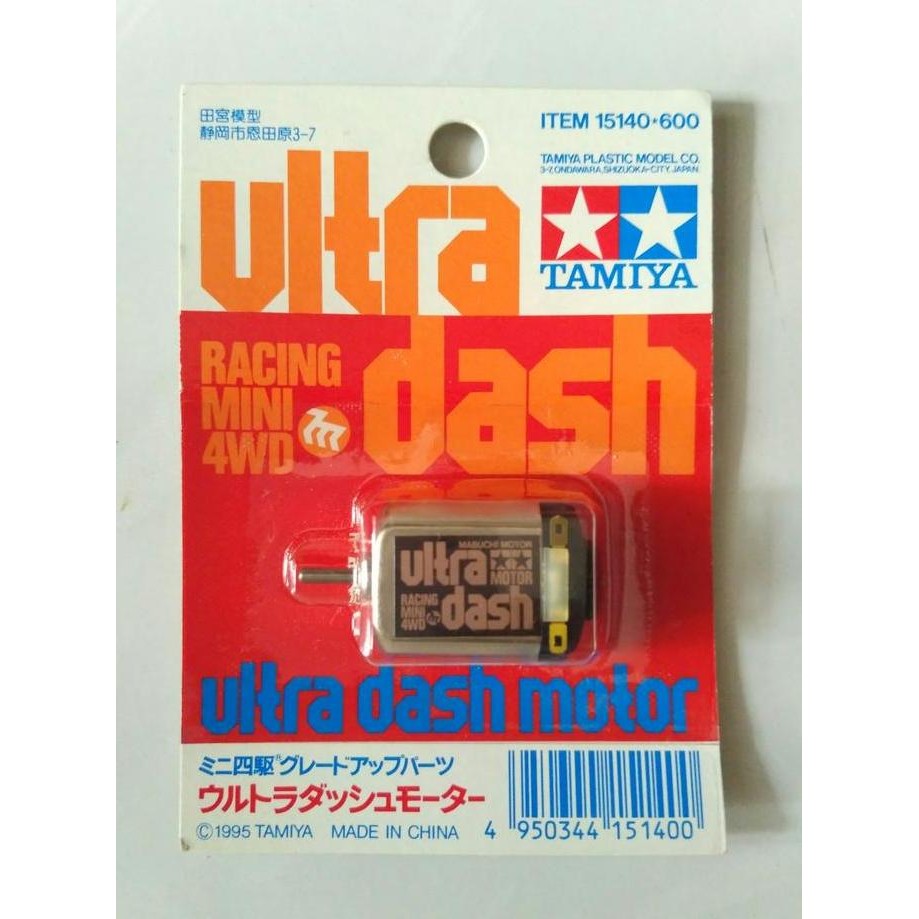 田宮模型
静岡市恩田原3-7
ITEM 15140★600
TAMIYA PLASTIC MODEL CO.
3-7, ONDAWARA, SHIZUOKA-CITY, JAPAN
TAMIYA
ultra
dash
RACING
MINI
4WD
MABUCHI MOTOR
ultra
MOTOR
RACING
MINI
4WD
dash
ultra dash motor
ミニ四駆グレードアップパーツ
ウルトラダッシュモーター
©1995 TAMIYA MADE IN CHINA
4 950344 151400